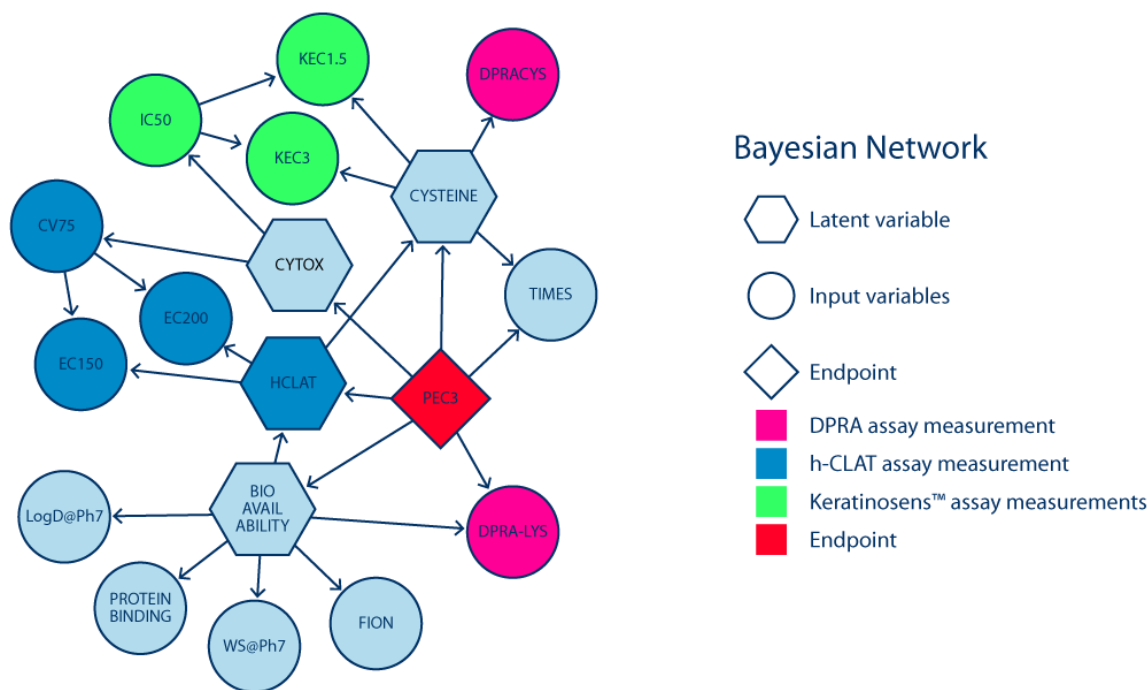 KEC1.5
DPRACYS
IC50
KEC3
CYSTEINE
CV75
CYTOX
TIMES
EC200
EC150
HCLAT
PEC3
BIO
AVAIL
ABILITY
LogD@Ph7
DPRA-LYS
PROTEIN
BINDING
FION
WS@Ph7
Bayesian Network
Latent variable
Input variables
Endpoint
DPRA assay measurement
h-CLAT assay measurement
Keratinosens™ assay measurements
Endpoint